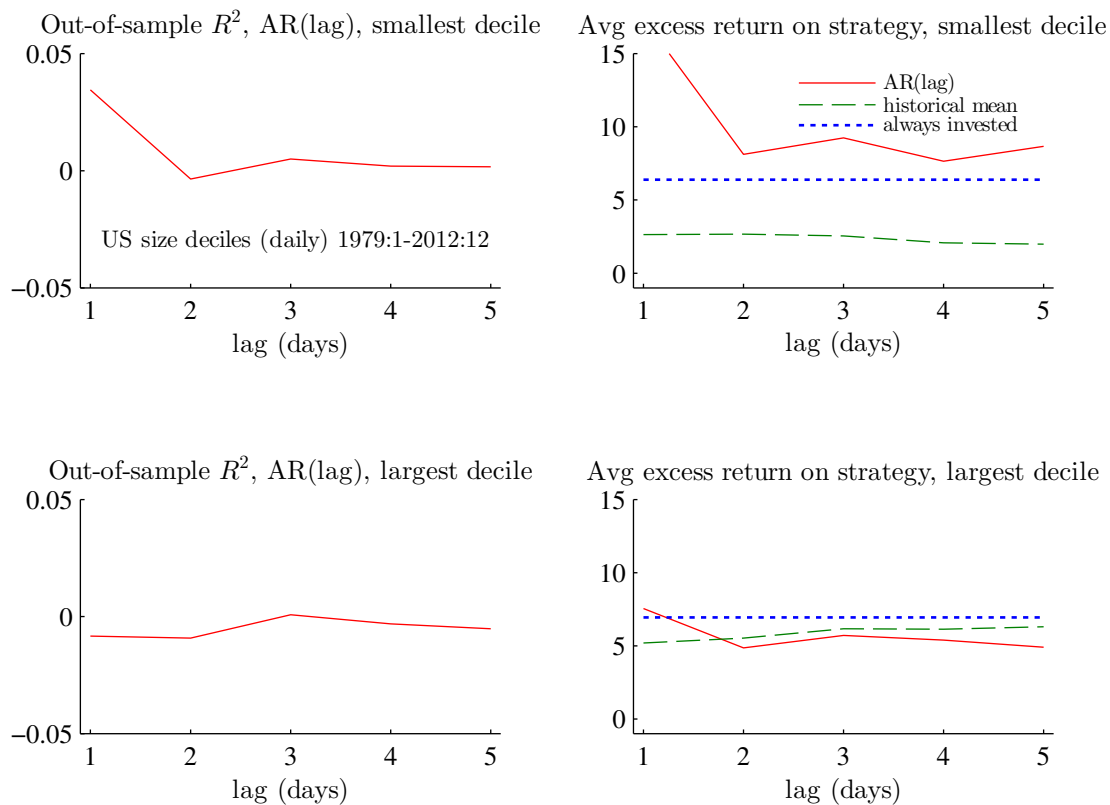 Out-of-sample R², AR(lag), smallest decile
0.05
0
−0.05
US size deciles (daily) 1979:1-2012:12
1 2 3 4 5
lag (days)
Avg excess return on strategy, smallest decile
15
10
5
0
AR(lag)
historical mean
always invested
1 2 3 4 5
lag (days)
Out-of-sample R², AR(lag), largest decile
0.05
0
−0.05
1 2 3 4 5
lag (days)
Avg excess return on strategy, largest decile
15
10
5
0
1 2 3 4 5
lag (days)